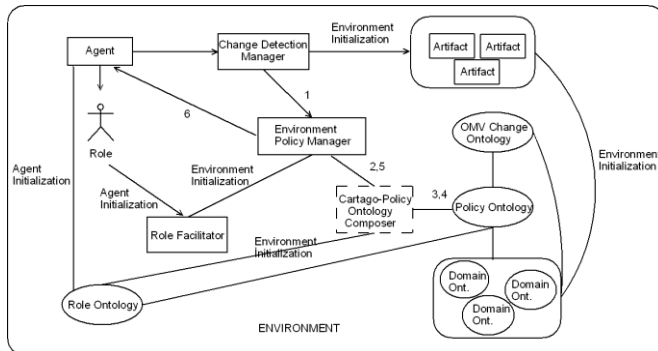 Agent
Change Detection
Manager
Environment
Initialization
Artifact
Artifact
Artifact
1
6
Role
Environment
Policy Manager
OMV Change
Ontology
Environment
Initialization
Agent
Initialization
Environment
Initialization
Agent
Initialization
2,5
Cartago-Policy
Ontology
Composer
3,4
Policy Ontology
Role Facilitator
Environment
Initialization
Role Ontology
Domain
Ont.
Domain
Ont.
Domain
Ont.
ENVIRONMENT